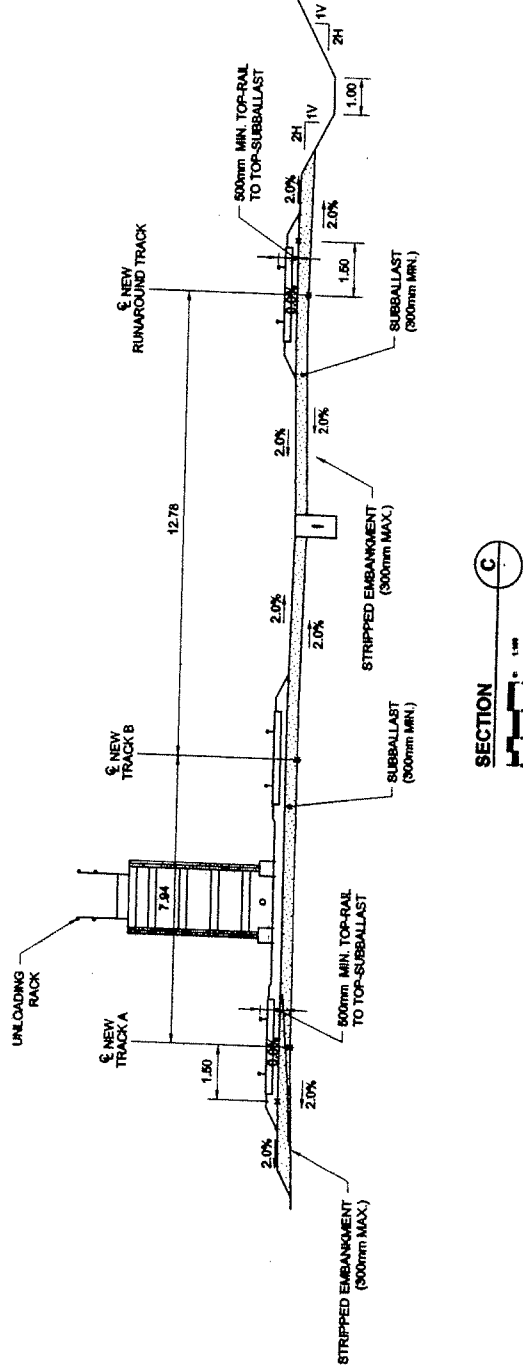 UNLOADING
RACK
℄ NEW
TRACK A
7.94
℄ NEW
TRACK B
12.78
℄ NEW
RUNAROUND TRACK
500mm MIN. TOP-RAIL
TO TOP-SUBBALLAST
1V
2H
1.50
2.0%
0.0%
2.0%
2.0%
2.0%
2.0%
2.0%
0.0%
2.0%
2.0%
2H
1V
1.00
1.50
STRIPPED EMBANKMENT
(300mm MAX.)
500mm MIN. TOP-RAIL
TO TOP-SUBBALLAST
SUBBALLAST
(300mm MIN.)
STRIPPED EMBANKMENT
(300mm MAX.)
SUBBALLAST
(300mm MIN.)
SECTION
C
1:100